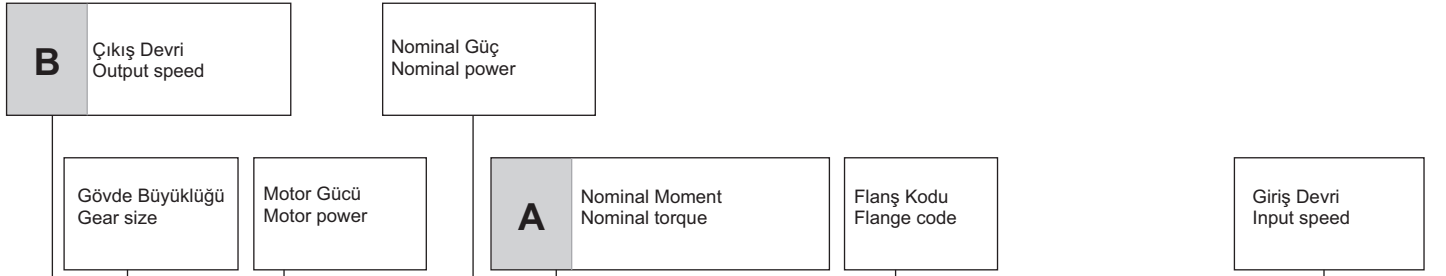 B
Çıkış Devri
Output speed
Nominal Güç
Nominal power
Gövde Büyüklüğü
Gear size
Motor Gücü
Motor power
A
Nominal Moment
Nominal torque
Flanş Kodu
Flange code
Giriş Devri
Input speed